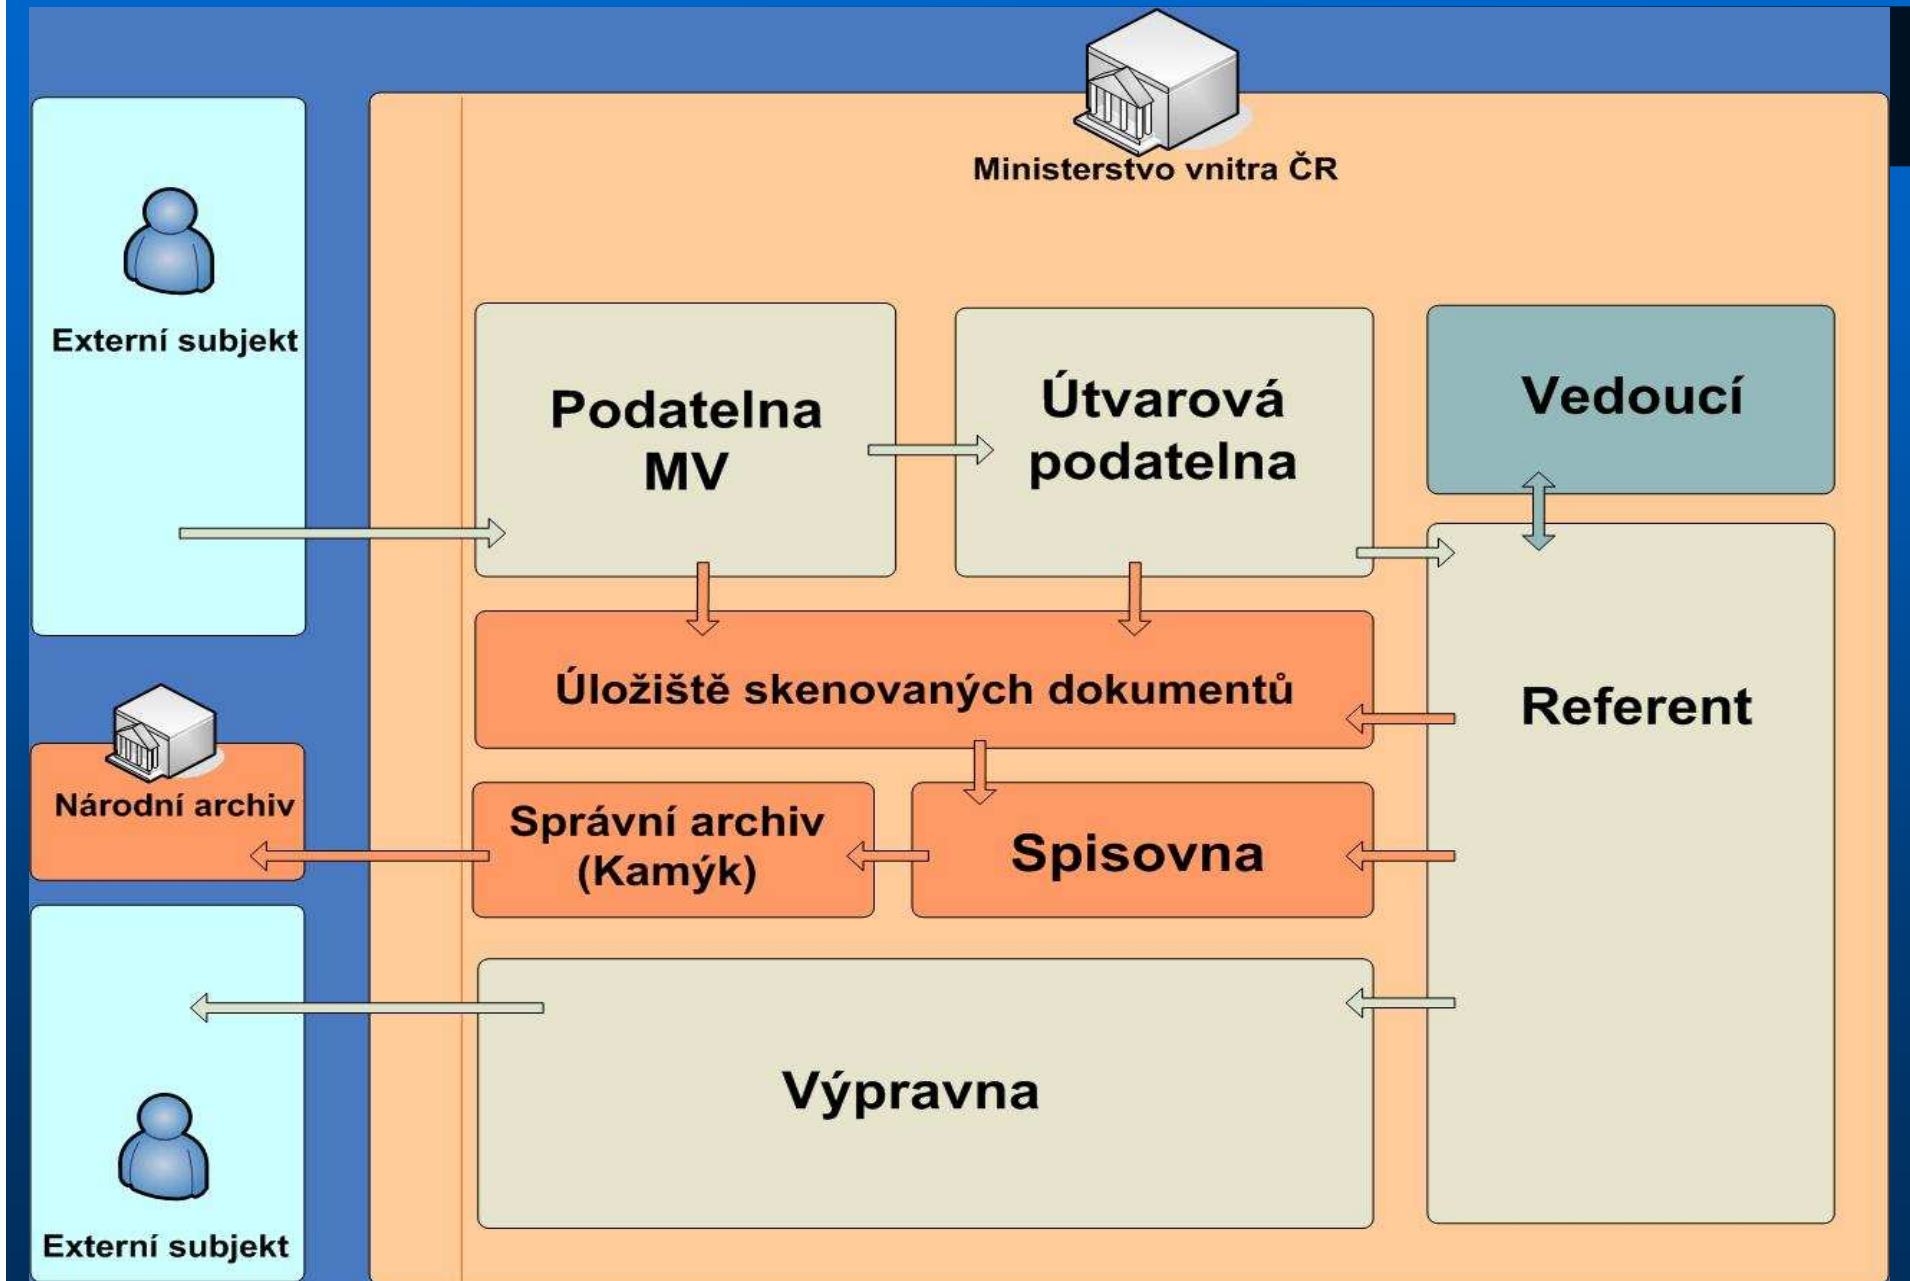 Ministerstvo vnitra ČR
Externí subjekt
Podatelna
MV
Útvarová
podatelna
Vedoucí
Úložiště skenovaných dokumentů
Referent
Národní archiv
Správní archiv
(Kamýk)
Spisovna
Výpravna
Externí subjekt